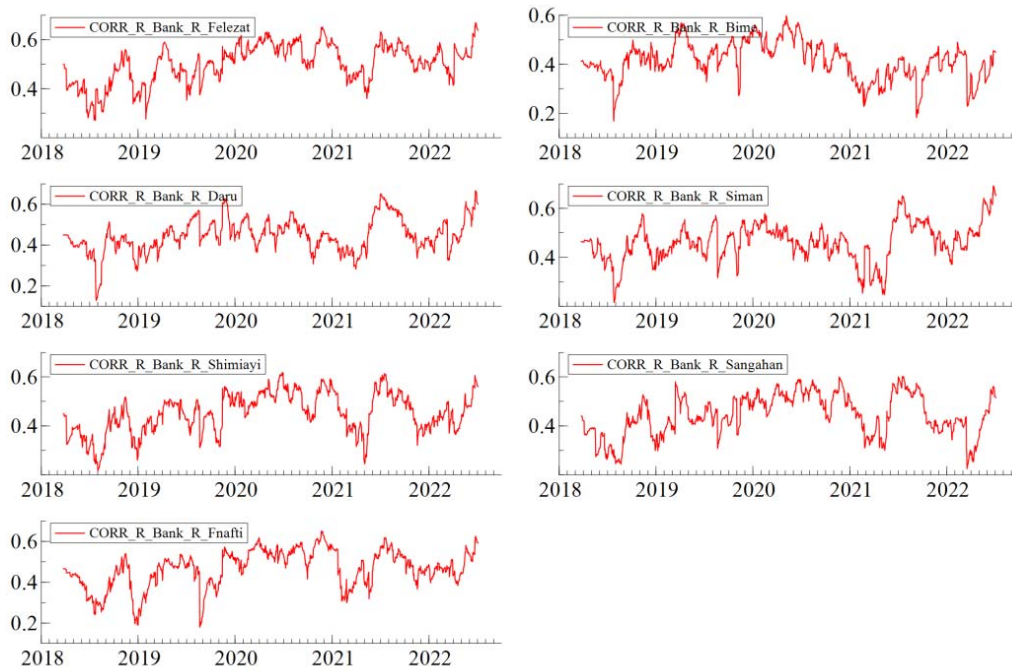 CORR_R_Bank_R_Felezat
0.6
0.4
2018 2019 2020 2021 2022
CORR_R_Bank_R_Bime
0.6
0.4
0.2
2018 2019 2020 2021 2022
CORR_R_Bank_R_Daru
0.6
0.4
0.2
2018 2019 2020 2021 2022
CORR_R_Bank_R_Siman
0.6
0.4
2018 2019 2020 2021 2022
CORR_R_Bank_R_Shimiayi
0.6
0.4
2018 2019 2020 2021 2022
CORR_R_Bank_R_Sangahan
0.6
0.4
2018 2019 2020 2021 2022
CORR_R_Bank_R_Fnafti
0.6
0.4
0.2
2018 2019 2020 2021 2022